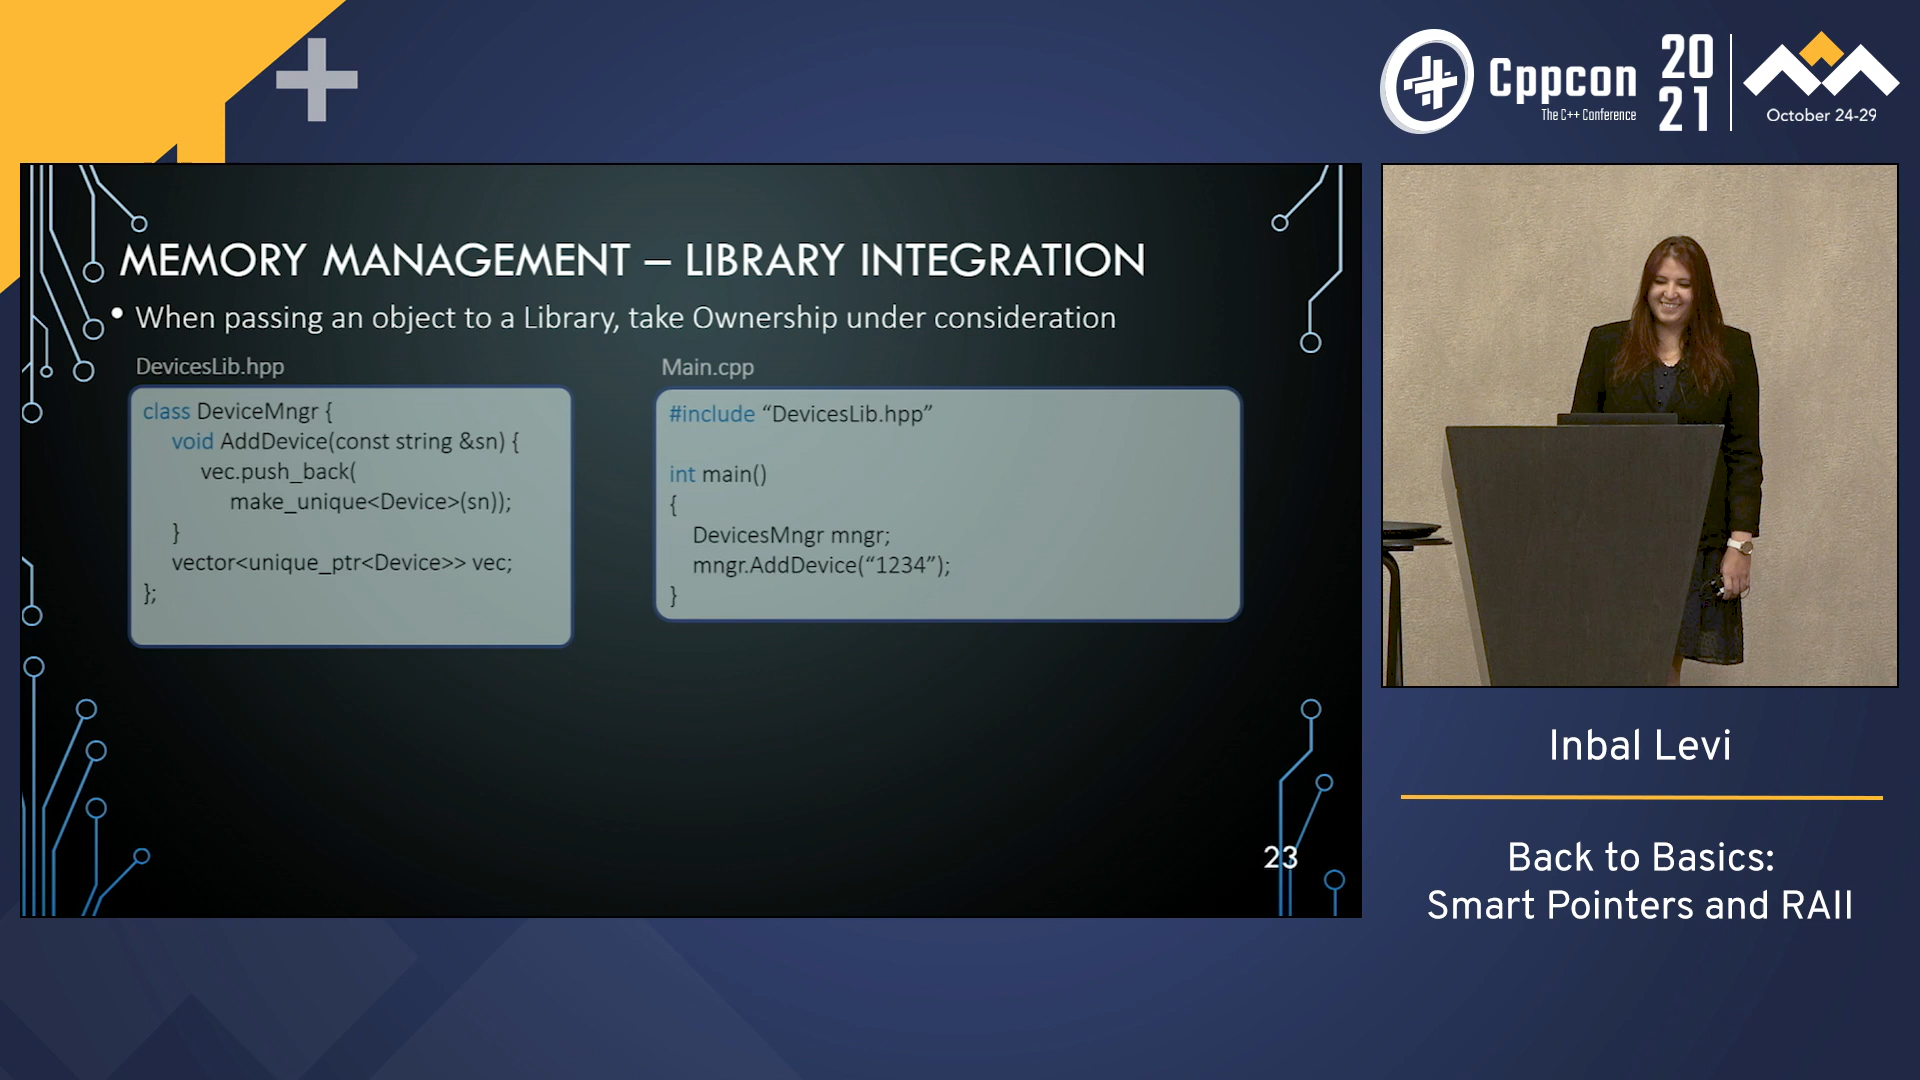 Cppcon
The C++ Conference
20
21
October 24-29
MEMORY MANAGEMENT – LIBRARY INTEGRATION
• When passing an object to a Library, take Ownership under consideration
DevicesLib.hpp
class DeviceMngr {
void AddDevice(const string &sn) {
vec.push_back(
make_unique<Device>(sn));
}
vector<unique_ptr<Device>> vec;
};
Main.cpp
#include “DevicesLib.hpp”
int main()
{
DevicesMngr mngr;
mngr.AddDevice(“1234”);
}
23
Inbal Levi
Back to Basics:
Smart Pointers and RAII